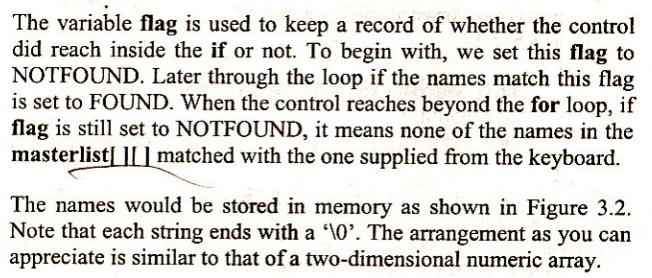 The variable flag is used to keep a record of whether the control
did reach inside the if or not. To begin with, we set this flag to
NOTFOUND. Later through the loop if the names match this flag
is set to FOUND. When the control reaches beyond the for loop, if
flag is still set to NOTFOUND, it means none of the names in the
masterlist[ ][ ] matched with the one supplied from the keyboard.
The names would be stored in memory as shown in Figure 3.2.
Note that each string ends with a ‘\0’. The arrangement as you can
appreciate is similar to that of a two-dimensional numeric array.